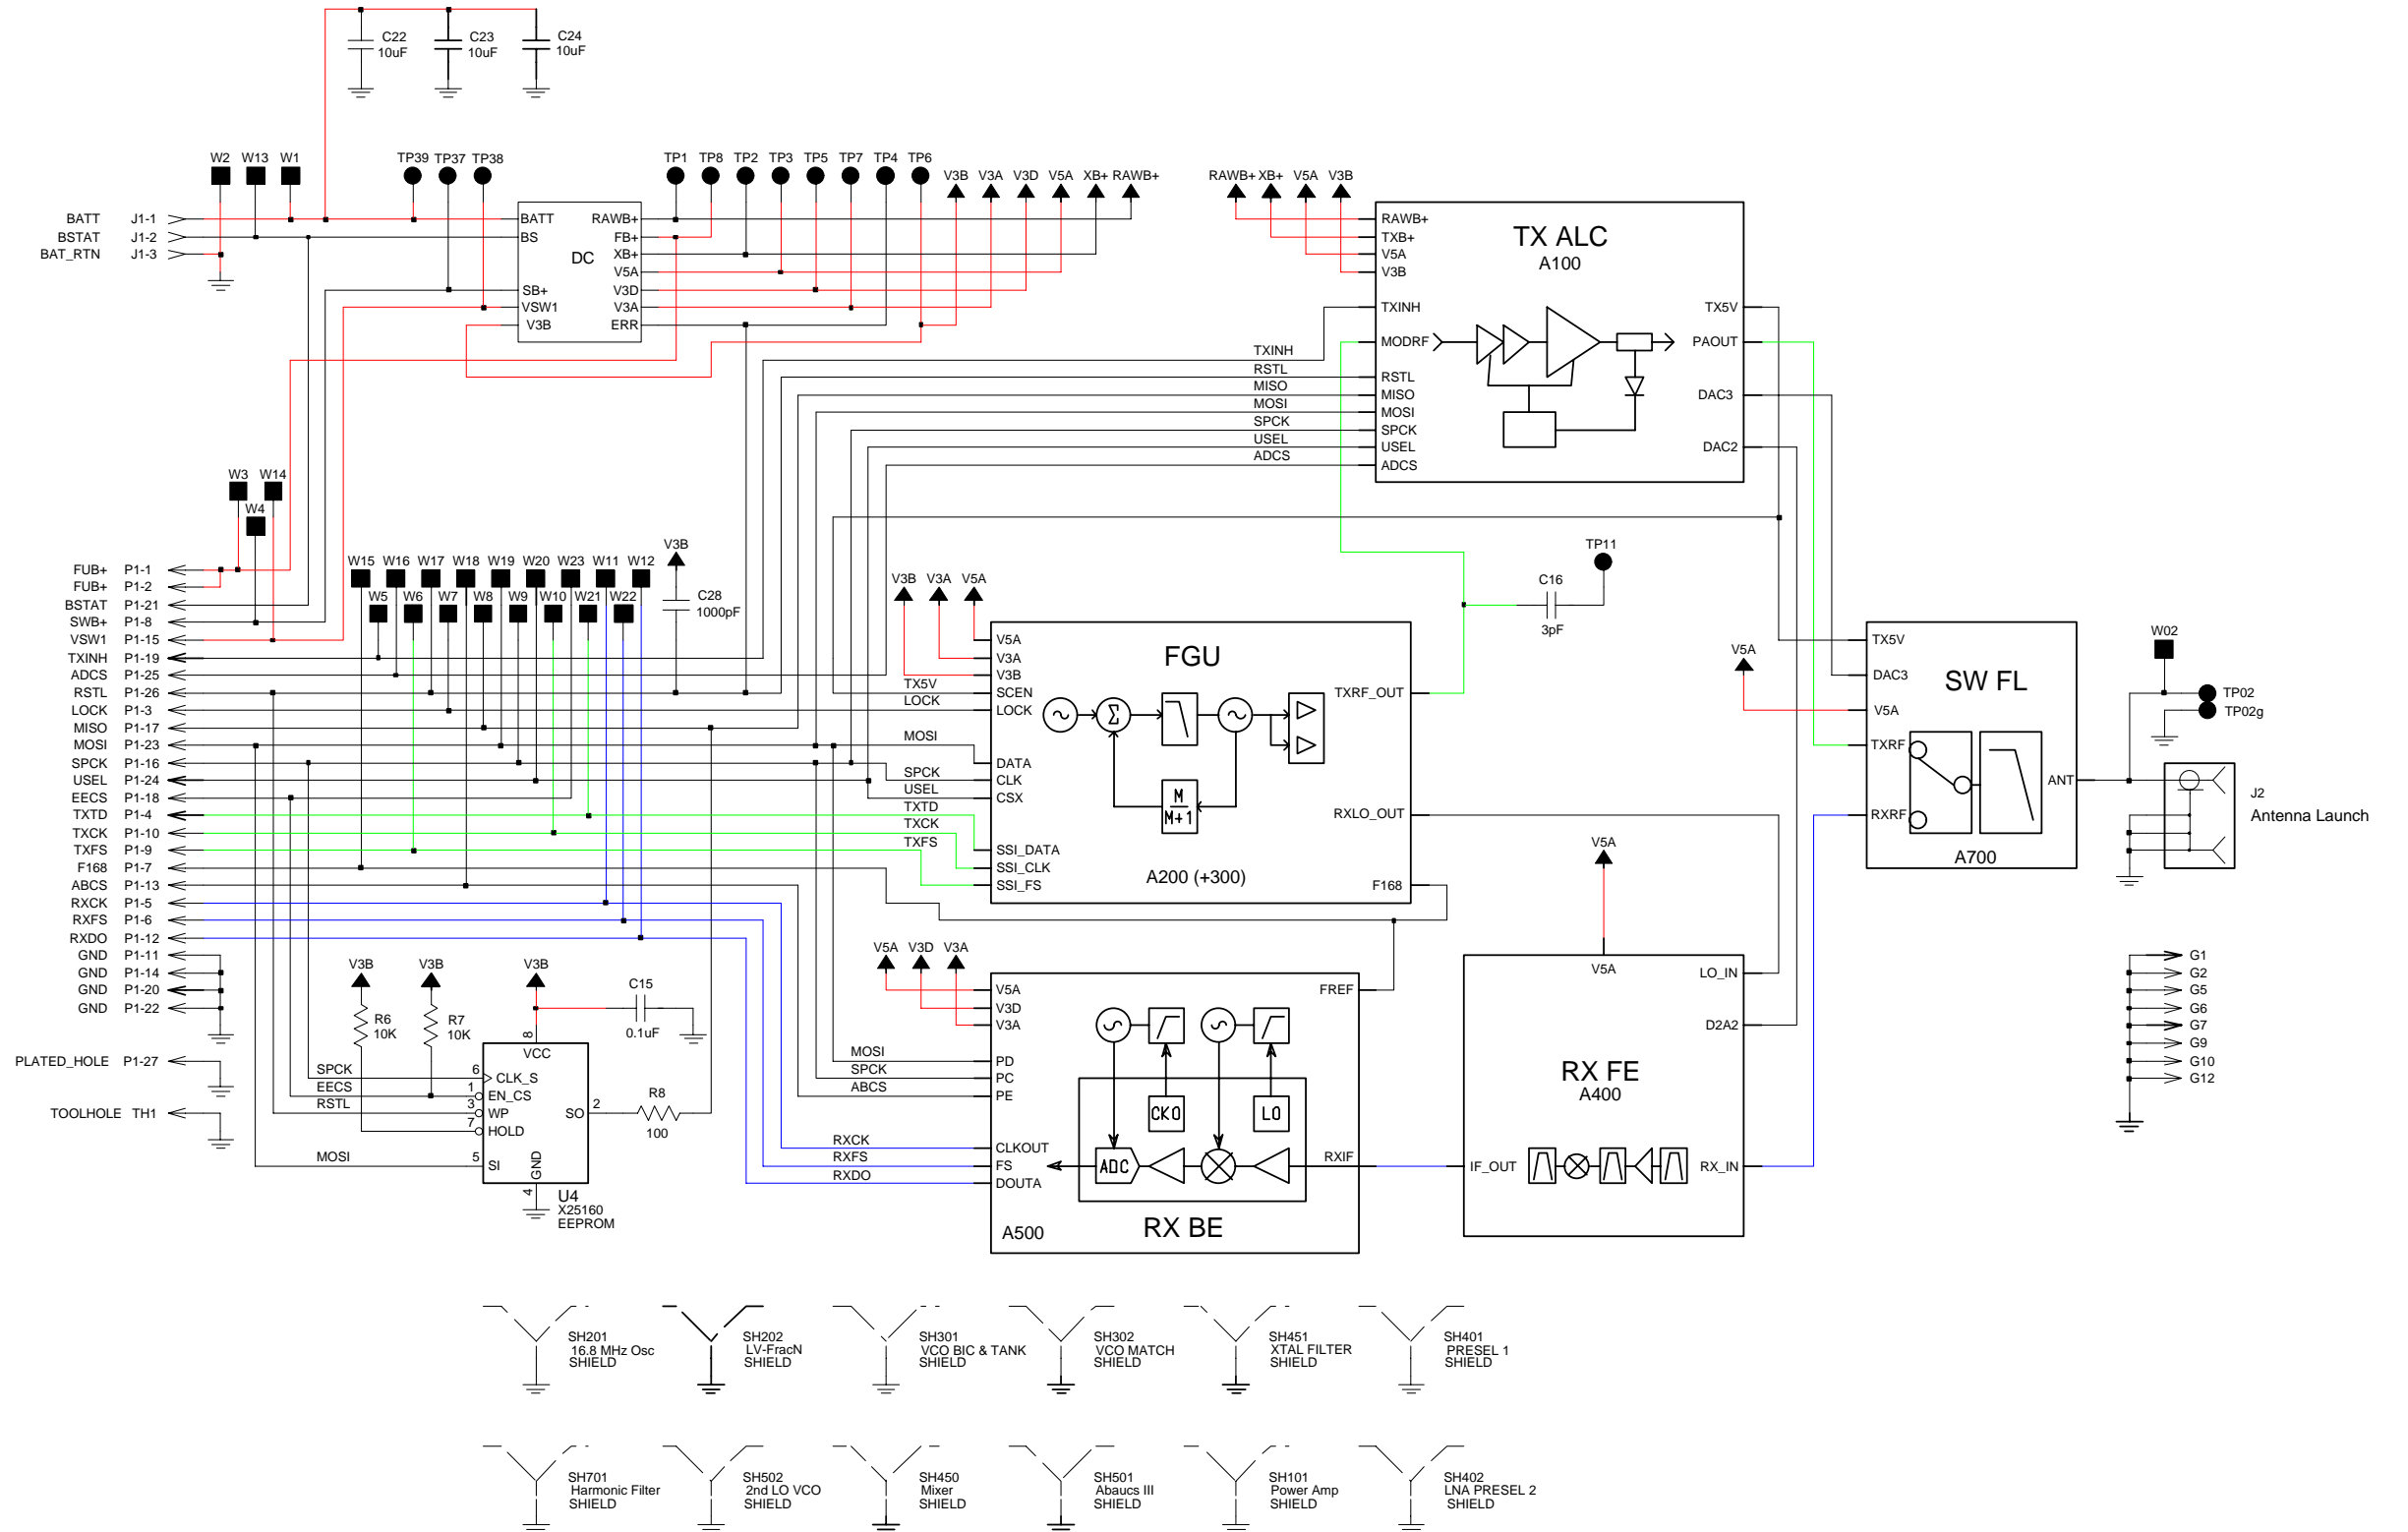 C22
10uF
C23
10uF
C24
10uF
W2 W13 W1 TP39 TP37 TP38 TP1 TP8 TP2 TP3 TP5 TP7 TP4 TP6
V3B V3A V3D V5A XB+ RAWB+
RAWB+ XB+ V5A V3B
BATT J1-1
BSTAT J1-2
BAT_RTN J1-3
BATT
BS
SB+
VSW1
V3B
DC
RAWB+
FB+
XB+
V5A
V3D
V3A
ERR
TX ALC
A100
RAWB+
TXB+
V5A
V3B
TXINH
MODRF
RSTL
MISO
MOSI
SPCK
USEL
ADCS
TX5V
PAOUT
DAC3
DAC2
TXINH
RSTL
MISO
MOSI
SPCK
USEL
ADCS
W3 W14
W4
FUB+ P1-1
FUB+ P1-2
BSTAT P1-21
SWB+ P1-8
VSW1 P1-15
TXINH P1-19
ADCS P1-25
RSTL P1-26
LOCK P1-3
MISO P1-17
MOSI P1-23
SPCK P1-16
USEL P1-24
EECS P1-18
TXTD P1-4
TXCK P1-10
TXFS P1-9
F168 P1-7
ABCS P1-13
RXCK P1-5
RXFS P1-6
RXDO P1-12
GND P1-11
GND P1-14
GND P1-20
GND P1-22
PLATED_HOLE P1-27
TOOLHOLE TH1
W15 W16 W17 W18 W19 W20 W23 W11 W12
W5 W6 W7 W8 W9 W10 W21 W22
V3B
C28
1000pF
V3B V3A V5A
TX5V
LOCK
MOSI
SPCK
USEL
TXTD
TXCK
TXFS
FGU
V5A
V3A
V3B
SCEN
LOCK
DATA
CLK
CSX
SSI_DATA
SSI_CLK
SSI_FS
Σ
M
M+1
A200 (+300)
TXRF_OUT
RXLO_OUT
F168
TP11
C16
3pF
V5A
SW FL
TX5V
DAC3
V5A
TXRF
RXRF
ANT
A700
W02
TP02
TP02g
J2
Antenna Launch
V5A
V5A
RX FE
A400
LO_IN
D2A2
IF_OUT
RX_IN
G1
G2
G5
G6
G7
G9
G10
G12
V5A V3D V3A
V5A
V3D
V3A
FREF
MOSI
SPCK
ABCS
PD
PC
PE
CKO
LO
RXCK
RXFS
RXDO
CLKOUT
FS
DOUTA
ADC
RXIF
RX BE
A500
V3B V3B V3B
R6
10K
R7
10K
C15
0.1uF
8
VCC
SPCK
EECS
RSTL
MOSI
6
1
3
7
5
CLK_S
EN_CS
WP
HOLD
SI
SO
2
GND
4
R8
100
U4
X25160
EEPROM
SH201
16.8 MHz Osc
SHIELD
SH202
LV-FracN
SHIELD
SH301
VCO BIC & TANK
SHIELD
SH302
VCO MATCH
SHIELD
SH451
XTAL FILTER
SHIELD
SH401
PRESEL 1
SHIELD
SH701
Harmonic Filter
SHIELD
SH502
2nd LO VCO
SHIELD
SH450
Mixer
SHIELD
SH501
Abaucs III
SHIELD
SH101
Power Amp
SHIELD
SH402
LNA PRESEL 2
SHIELD